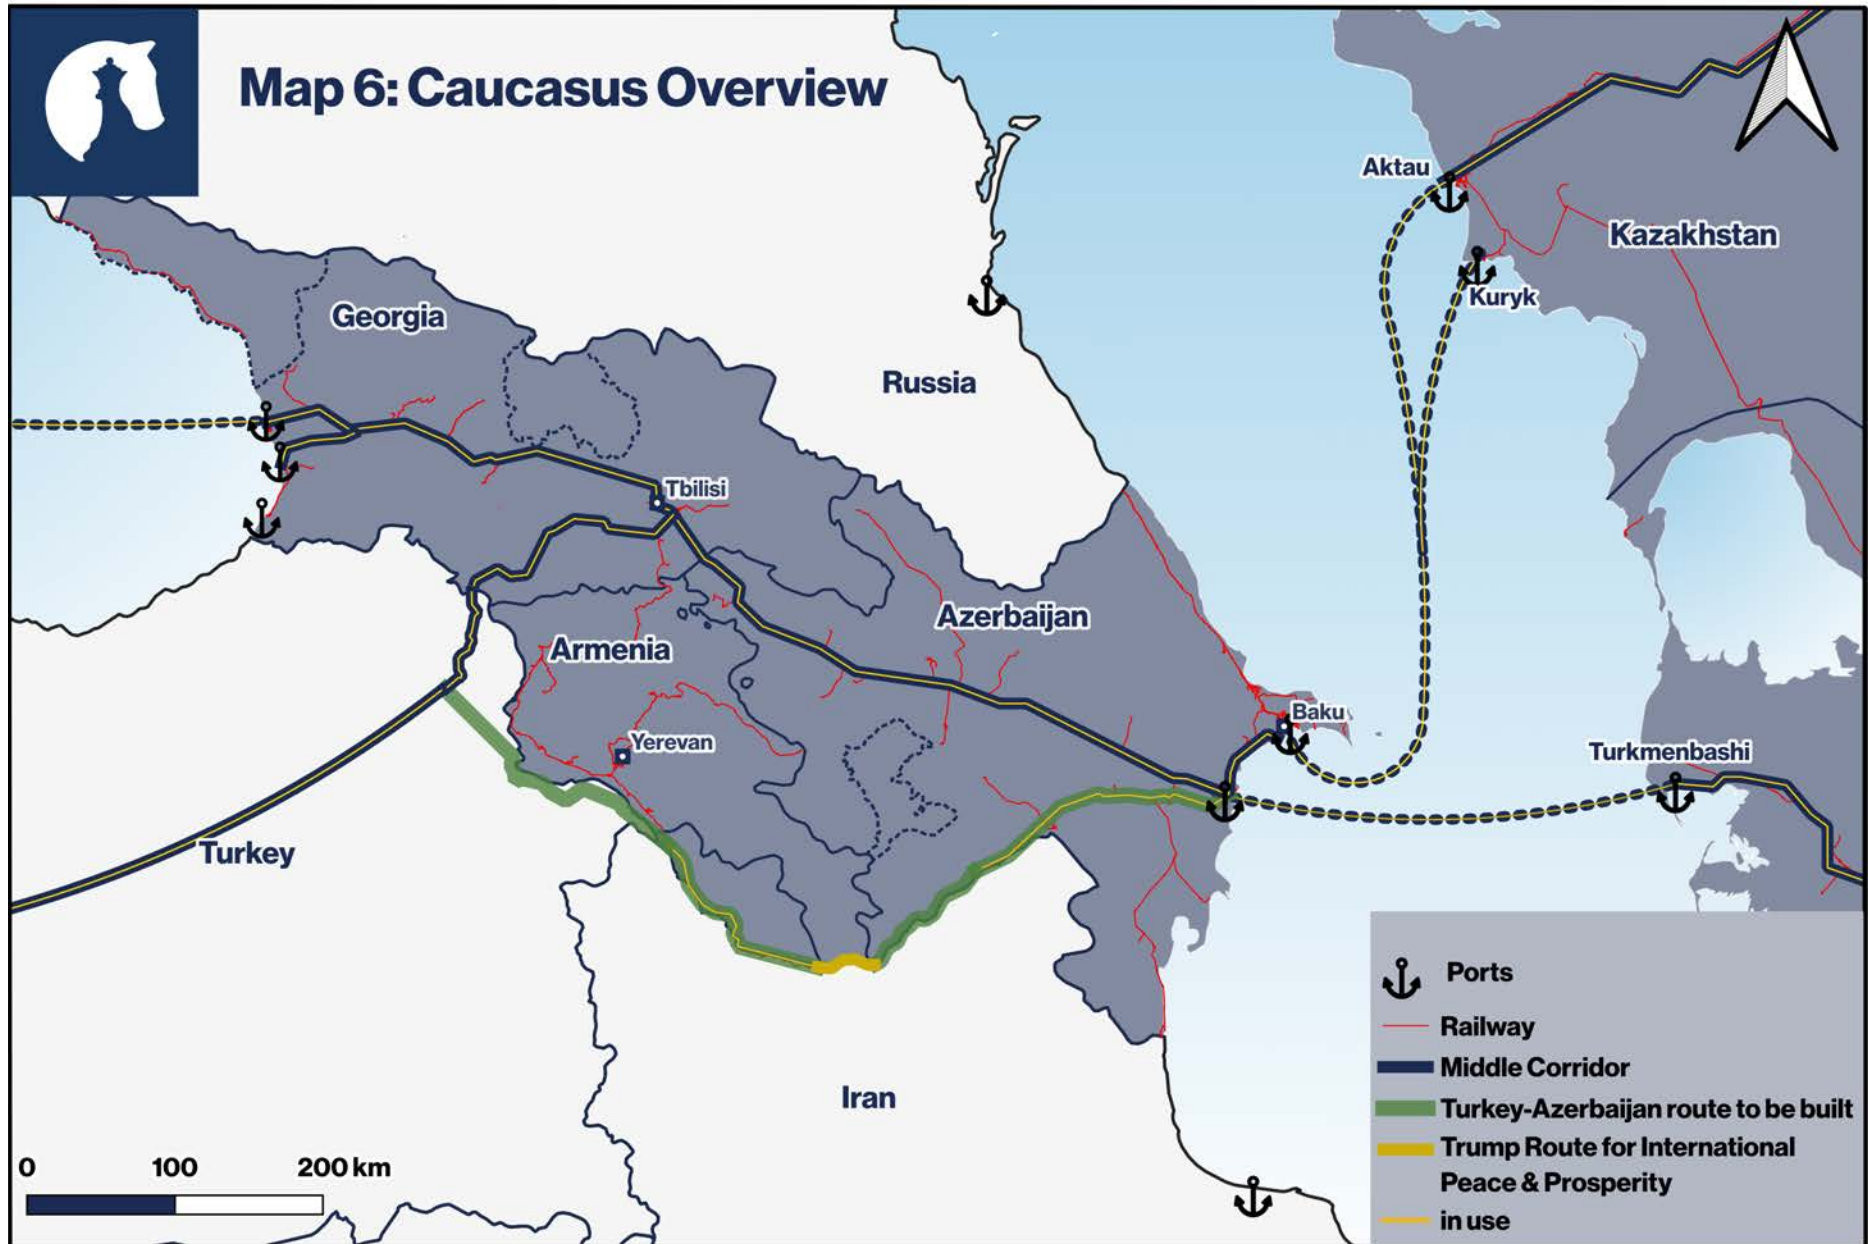 Map 6: Caucasus Overview
Aktau
Kazakhstan
Kuryk
Georgia
Russia
Tbilisi
Azerbaijan
Armenia
Baku
Yerevan
Turkmenbashi
Turkey
Iran
Ports
Railway
Middle Corridor
Turkey-Azerbaijan route to be built
Trump Route for International
Peace & Prosperity
in use
0 100 200 km